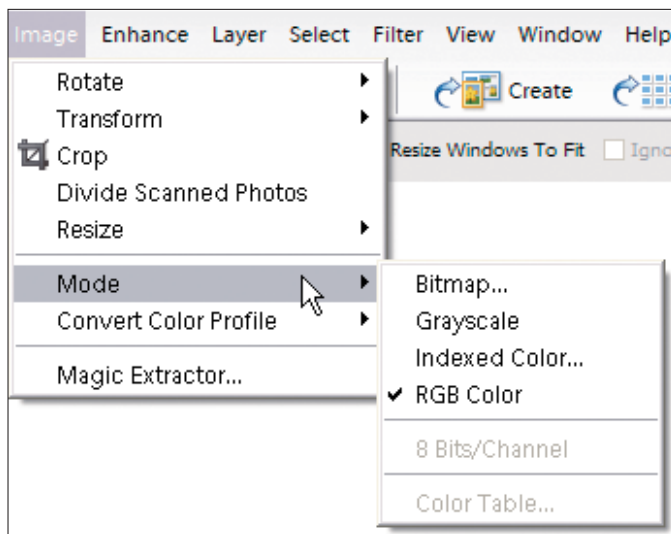 Image Enhance Layer Select Filter View Window Help
Rotate
Transform
Crop
Divide Scanned Photos
Resize
Mode
Convert Color Profile
Magic Extractor...
Create
Resize Windows To Fit
Bitmap...
Grayscale
Indexed Color...
RGB Color
8 Bits/Channel
Color Table...